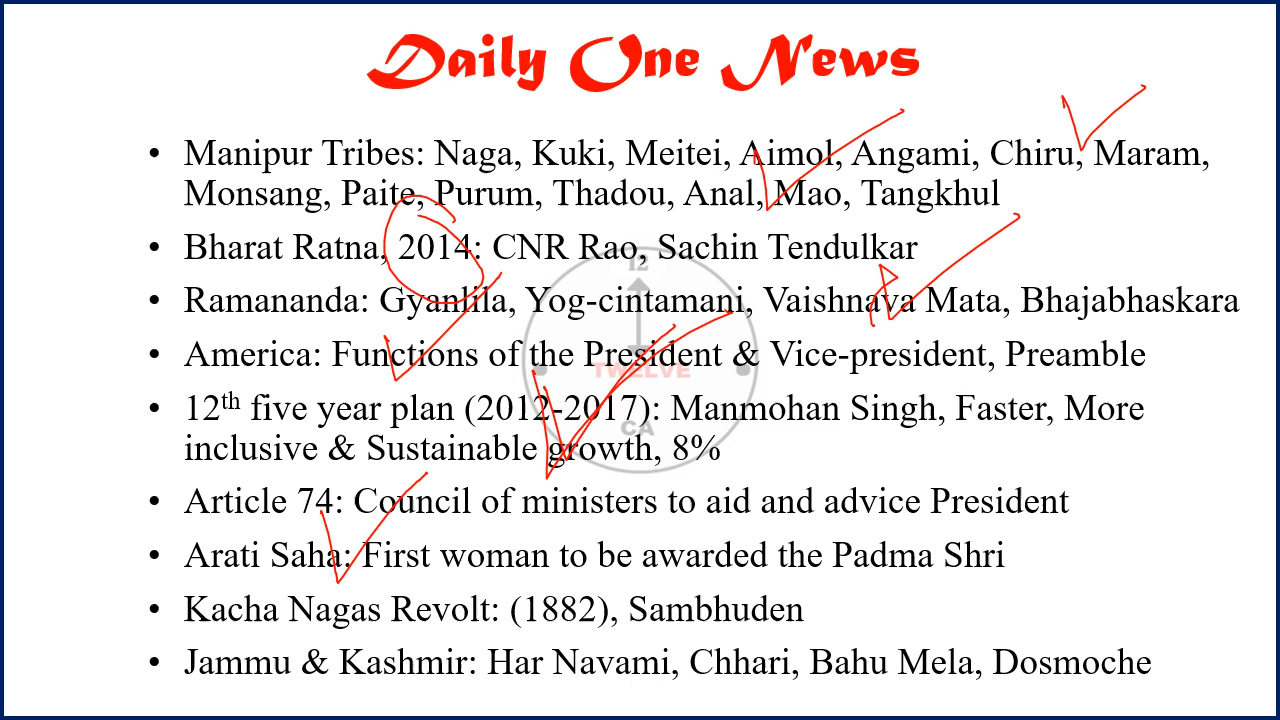 Daily One News
• Manipur Tribes: Naga, Kuki, Meitei, Aimol, Angami, Chiru, Maram,
Monsang, Paite, Purum, Thadou, Anal, Mao, Tangkhul
• Bharat Ratna, 2014: CNR Rao, Sachin Tendulkar
12
• Ramananda: Gyanlila, Yog-cintamani, Vaishnava Mata, Bhajabhaskara
• America: Functions of the President & Vice-president, Preamble
TWELVE
• 12th five year plan (2012-2017): Manmohan Singh, Faster, More
CA
inclusive & Sustainable growth, 8%
• Article 74: Council of ministers to aid and advice President
• Arati Saha: First woman to be awarded the Padma Shri
• Kacha Nagas Revolt: (1882), Sambhuden
• Jammu & Kashmir: Har Navami, Chhari, Bahu Mela, Dosmoche